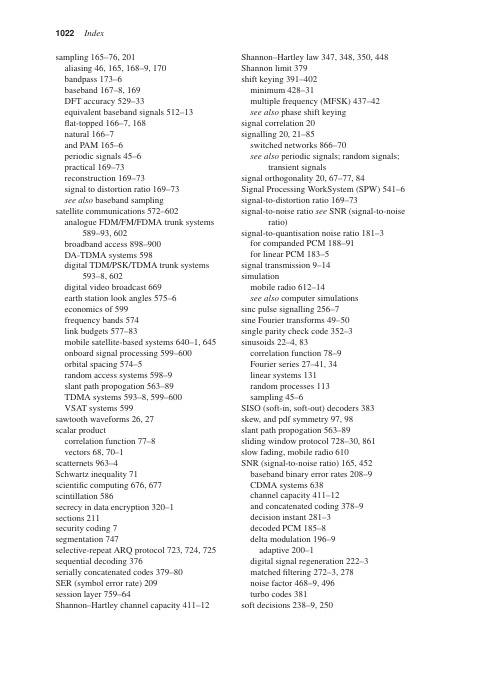 1022 Index
sampling 165–76, 201
aliasing 46, 165, 168–9, 170
bandpass 173–6
baseband 167–8, 169
DFT accuracy 529–33
equivalent baseband signals 512–13
flat-topped 166–7, 168
natural 166–7
and PAM 165–6
periodic signals 45–6
practical 169–73
reconstruction 169–73
signal to distortion ratio 169–73
see also baseband sampling
satellite communications 572–602
analogue FDM/FM/FDMA trunk systems
589–93, 602
broadband access 898–900
DA-TDMA systems 598
digital TDM/PSK/TDMA trunk systems
593–8, 602
digital video broadcast 669
earth station look angles 575–6
economics of 599
frequency bands 574
link budgets 577–83
mobile satellite-based systems 640–1, 645
onboard signal processing 599–600
orbital spacing 574–5
random access systems 598–9
slant path propogation 563–89
TDMA systems 593–8, 599–600
VSAT systems 599
sawtooth waveforms 26, 27
scalar product
correlation function 77–8
vectors 68, 70–1
scatternets 963–4
Schwartz inequality 71
scientific computing 676, 677
scintillation 586
secrecy in data encryption 320–1
sections 211
security coding 7
segmentation 747
selective-repeat ARQ protocol 723, 724, 725
sequential decoding 376
serially concatenated codes 379–80
SER (symbol error rate) 209
session layer 759–64
Shannon–Hartley channel capacity 411–12
Shannon–Hartley law 347, 348, 350, 448
Shannon limit 379
shift keying 391–402
minimum 428–31
multiple frequency (MFSK) 437–42
see also phase shift keying
signal correlation 20
signalling 20, 21–85
switched networks 866–70
see also periodic signals; random signals;
transient signals
signal orthogonality 20, 67–77, 84
Signal Processing WorkSystem (SPW) 541–6
signal-to-distortion ratio 169–73
signal-to-noise ratio see SNR (signal-to-noise
ratio)
signal-to-quantisation noise ratio 181–3
for companded PCM 188–91
for linear PCM 183–5
signal transmission 9–14
simulation
mobile radio 612–14
see also computer simulations
sinc pulse signalling 256–7
sine Fourier transforms 49–50
single parity check code 352–3
sinusoids 22–4, 83
correlation function 78–9
Fourier series 27–41, 34
linear systems 131
random processes 113
sampling 45–6
SISO (soft-in, soft-out) decoders 383
skew, and pdf symmetry 97, 98
slant path propogation 563–89
sliding window protocol 728–30, 861
slow fading, mobile radio 610
SNR (signal-to-noise ratio) 165, 452
baseband binary error rates 208–9
CDMA systems 638
channel capacity 411–12
and concatenated coding 378–9
decision instant 281–3
decoded PCM 185–8
delta modulation 196–9
adaptive 200–1
digital signal regeneration 222–3
matched filtering 272–3, 278
noise factor 468–9, 496
turbo codes 381
soft decisions 238–9, 250